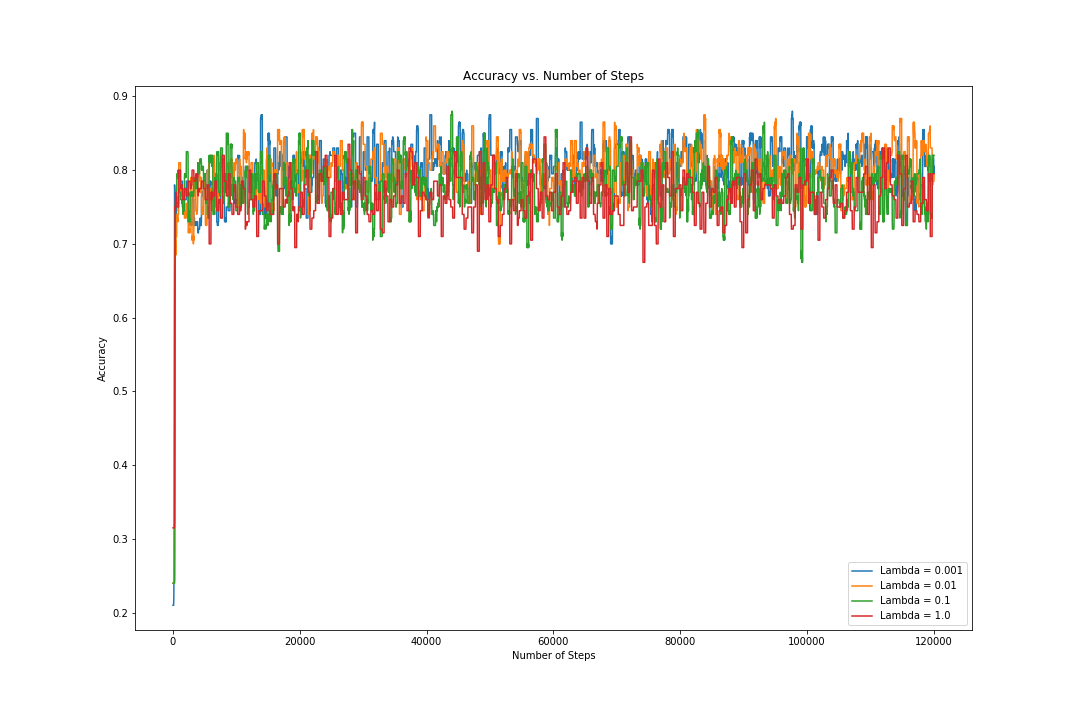 Accuracy vs. Number of Steps
0.9
0.8
0.7
0.6
0.5
0.4
0.3
0.2
Accuracy
Lambda = 0.001
Lambda = 0.01
Lambda = 0.1
Lambda = 1.0
0 20000 40000 60000 80000 100000 120000
Number of Steps